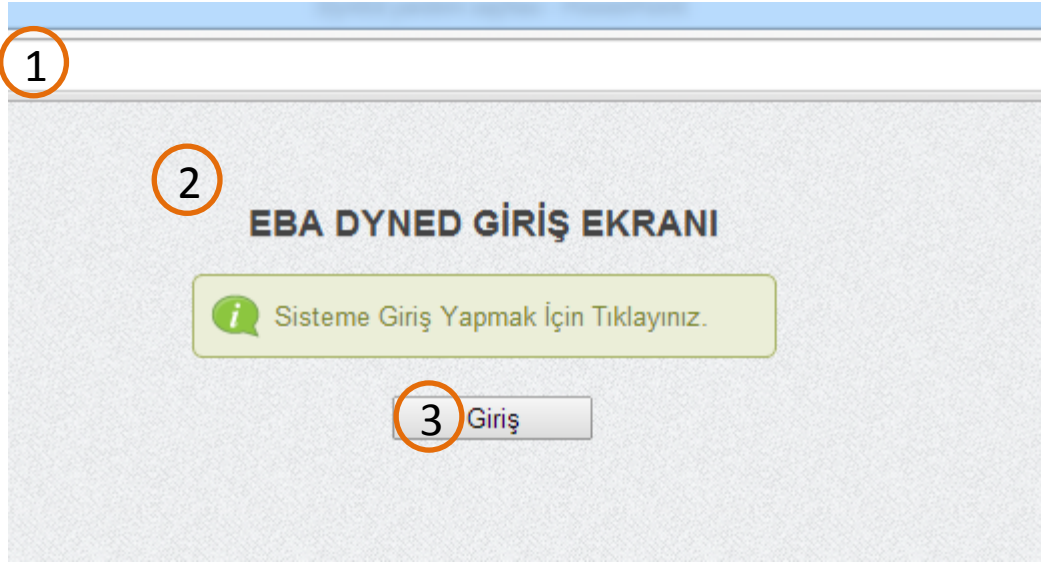 1
2
EBA DYNED GİRİŞ EKRANI
Sisteme Giriş Yapmak İçin Tıklayınız.
3 Giriş